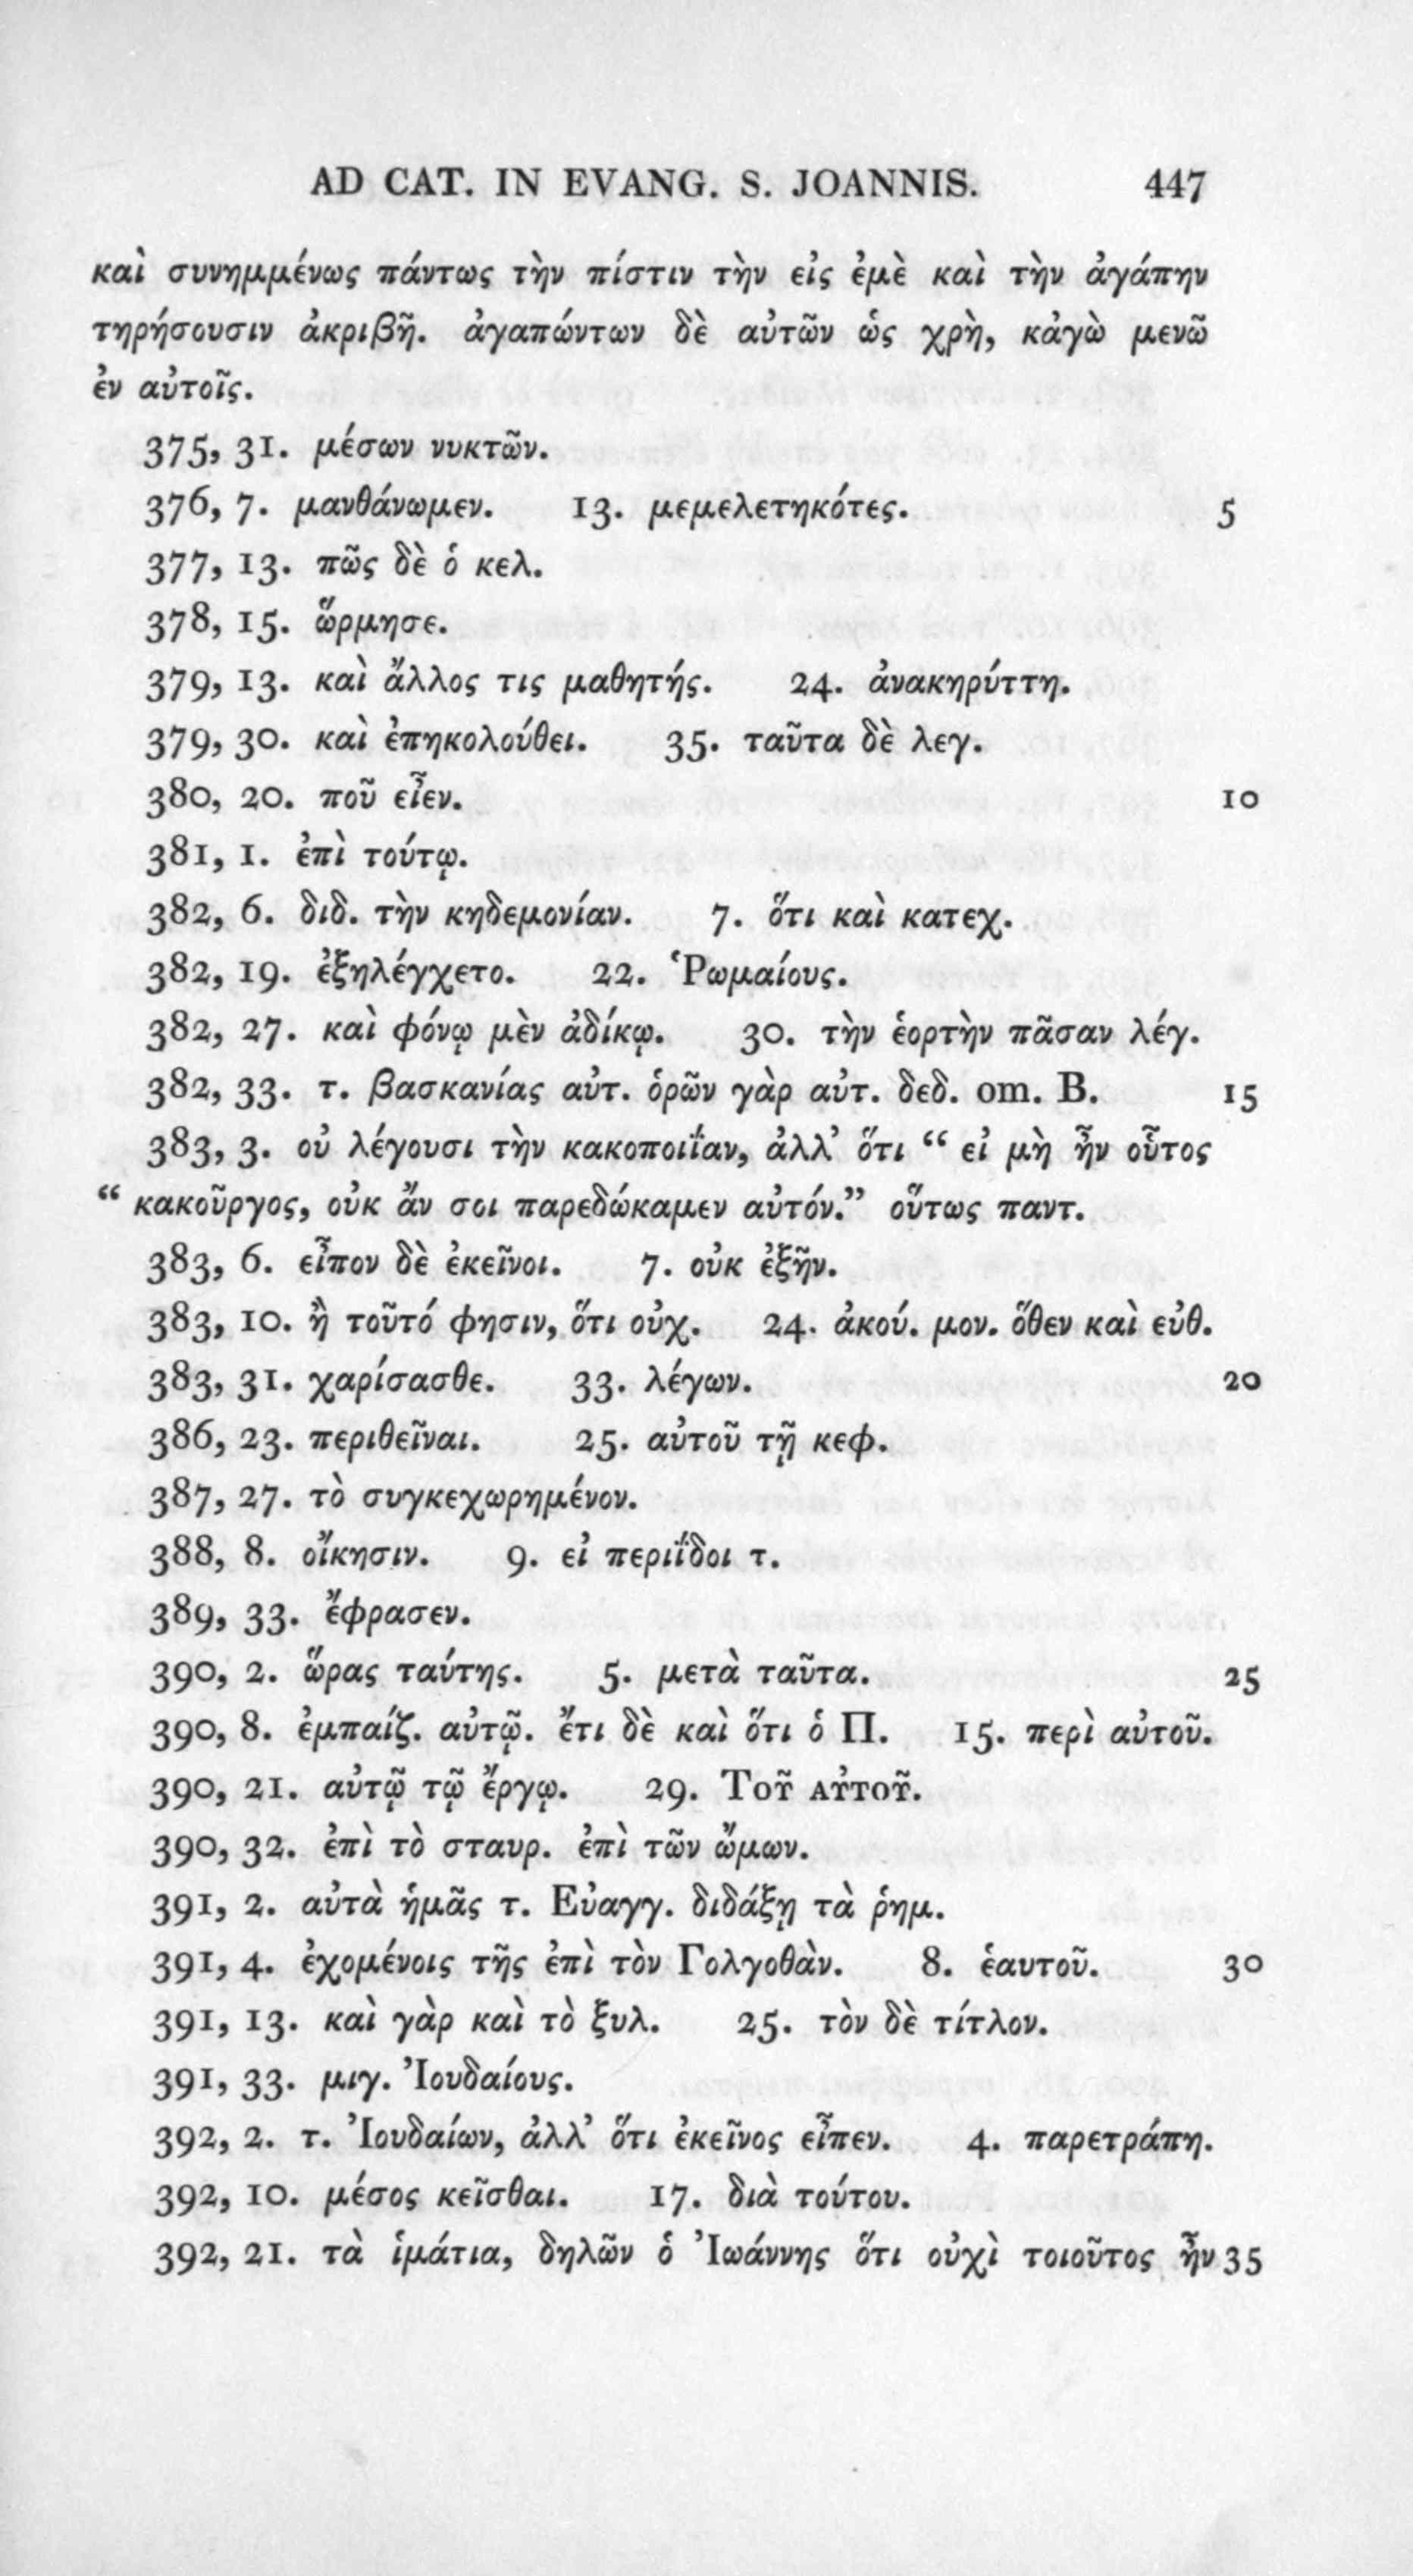 AD CAT. IN EVANG. S. JOANNIS. 447
καὶ συνημμένως πάντως τὴν πίστιν τὴν εἰς ἐμὲ καὶ τὴν ἀγάπην
τηρήσουσιν ἀκριβῆ. ἀγαπώντων δὲ αὐτῶν ὡς χρὴ, κἀγὼ μενῶ
ἐν αὐτοῖς.
375, 31. μέσων νυκτῶν.
376, 7. μανθάνωμεν. 13. μεμελετηκότες. 5
377, 13. πῶς δὲ ὁ κελ.
378, 15. ὥρμησε.
379, 13. καὶ ἄλλος τις μαθητής. 24. ἀνακηρύττη.
379, 30. καὶ ἐπηκολούθει. 35. ταῦτα δὲ λεγ.
380, 20. ποῦ εἶεν. 10
381, 1. ἐπὶ τούτῳ.
382, 6. διδ. τὴν κηδεμονίαν. 7. ὅτι καὶ κατεχ.
382, 19. ἐξηλέγχετο. 22. Ῥωμαίους.
382, 27. καὶ φόνῳ μὲν ἀδίκῳ. 30. τὴν ἑορτὴν πᾶσαν λέγ.
382, 33. τ. βασκανίας αὐτ. ὁρῶν γὰρ αὐτ. δεδ. om. B. 15
383, 3. οὐ λέγουσι τὴν κακοποιΐαν, ἀλλ’ ὅτι “ εἰ μὴ ἦν οὗτος
“ κακοῦργος, οὐκ ἄν σοι παρεδώκαμεν αὐτόν.” οὕτως παντ.
383, 6. εἶπον δὲ ἐκεῖνοι. 7. οὐκ ἐξῆν.
383, 10. ἢ τοῦτό φησιν, ὅτι οὐχ. 24. ἀκού. μον. ὅθεν καὶ εὐθ.
383, 31. χαρίσασθε. 33. λέγων. 20
386, 23. περιθεῖναι. 25. αὐτοῦ τῇ κεφ.
387, 27. τὸ συγκεχωρημένον.
388, 8. οἴκησιν. 9. εἰ περιΐδοι τ.
389, 33. ἔφρασεν.
390, 2. ὥρας ταύτης. 5. μετὰ ταῦτα. 25
390, 8. ἐμπαίζ. αὐτῷ. ἔτι δὲ καὶ ὅτι ὁ Π. 15. περὶ αὐτοῦ.
390, 21. αὐτῷ τῷ ἔργῳ. 29. Τοῦ αὐτοῦ.
390, 32. ἐπὶ τὸ σταυρ. ἐπὶ τῶν ὤμων.
391, 2. αὐτὰ ἡμᾶς τ. Εὐαγγ. διδάξῃ τὰ ῥημ.
391, 4. ἐχομένοις τῆς ἐπὶ τὸν Γολγοθὰν. 8. ἑαυτοῦ. 30
391, 13. καὶ γὰρ καὶ τὸ ξυλ. 25. τὸν δὲ τίτλον.
391, 33. μιγ. Ἰουδαίους.
392, 2. τ. Ἰουδαίων, ἀλλ’ ὅτι ἐκεῖνος εἶπεν. 4. παρετράπη.
392, 10. μέσος κεῖσθαι. 17. διὰ τούτου.
392, 21. τὰ ἱμάτια, δηλῶν ὁ Ἰωάννης ὅτι οὐχὶ τοιοῦτος ἦν 35